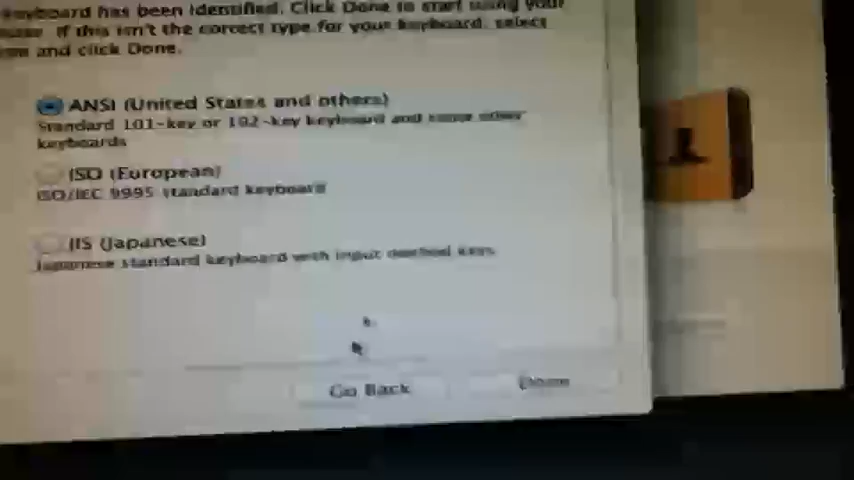 keyboard has been identified. Click Done to start using your
If this isn't the correct type for your keyboard, select
and click Done.
ANSI (United States and others)
Standard 101-key or 102-key keyboard and some other
keyboards
ISO (European)
ISO/IEC 9995 standard keyboard
JIS (Japanese)
Japanese standard keyboard with input method keys
Go Back
Done